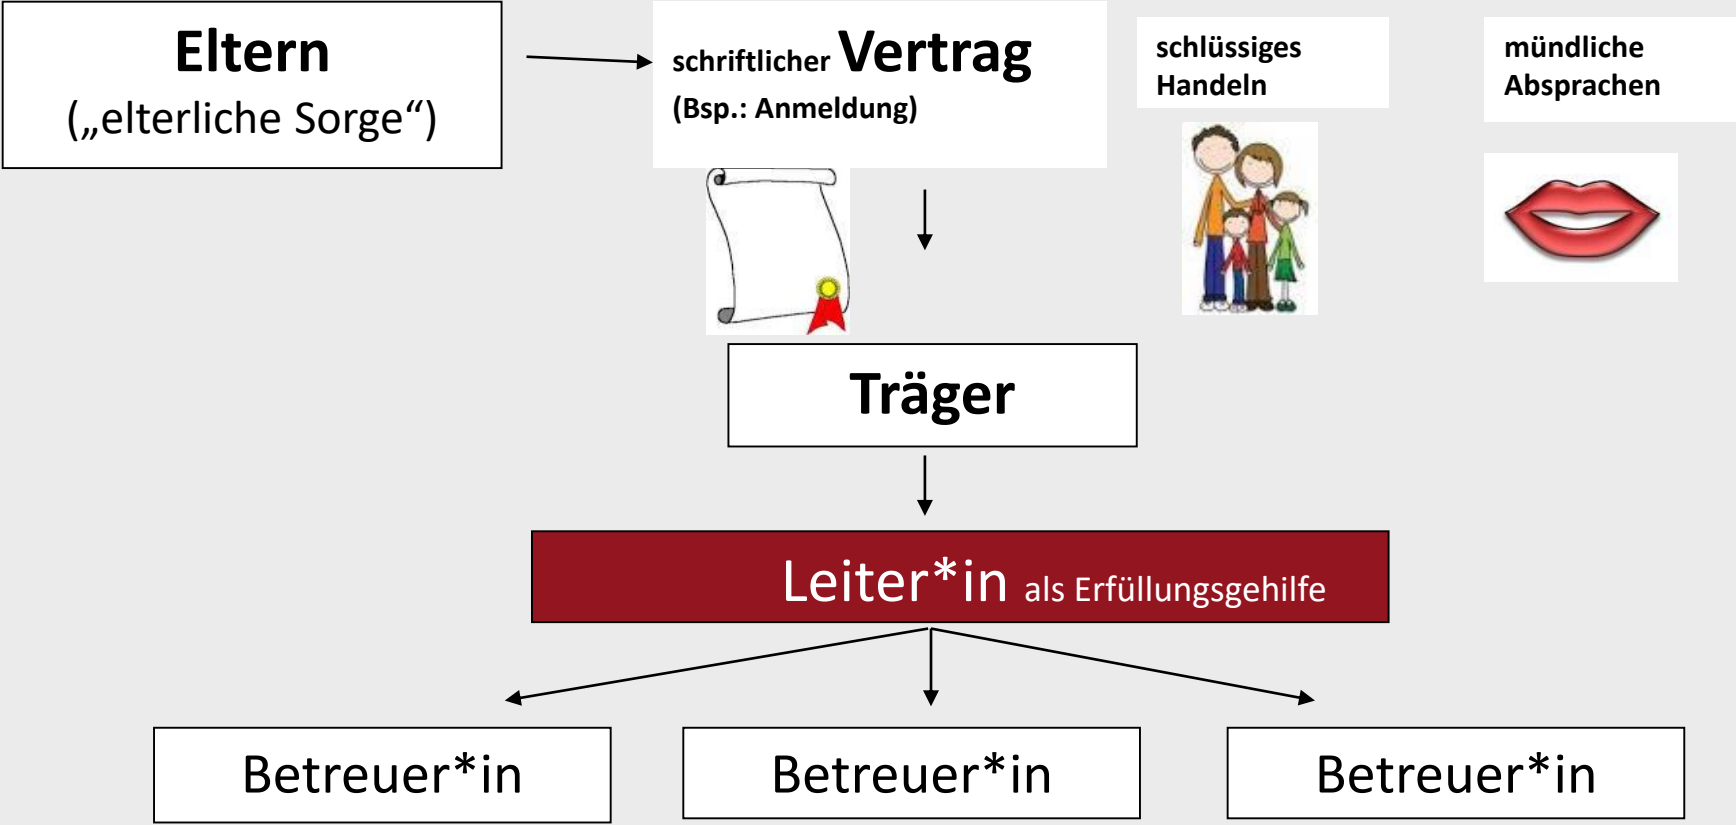 Eltern
(„elterliche Sorge“)
schriftlicher Vertrag
(Bsp.: Anmeldung)
schlüssiges
Handeln
mündliche
Absprachen
Träger
Leiter*in als Erfüllungsgehilfe
Betreuer*in
Betreuer*in
Betreuer*in